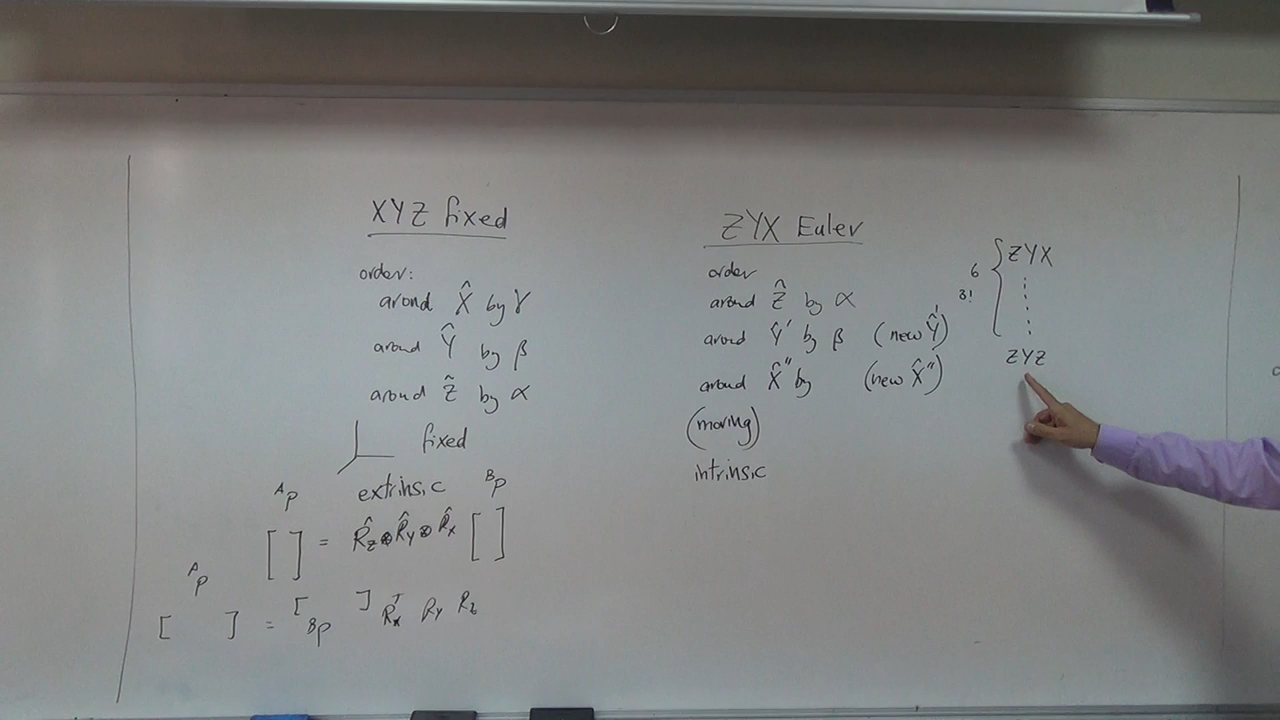 XYZ fixed
order:
around X̂ by γ
around Ŷ by β
around Ẑ by α
fixed
extrinsic
ᴬp ᴮp
[ ] = R̂z ⊗ R̂y ⊗ R̂x [ ]
ᴬp
[ ] = [ ᴮp ] Rxᵀ Ry Rz
ZYX Euler
order
around Ẑ by α
around Ŷ' by β (new Ŷ')
around X̂" by (new X̂")
(moving)
intrinsic
6
3!
ZYX
ZYZ